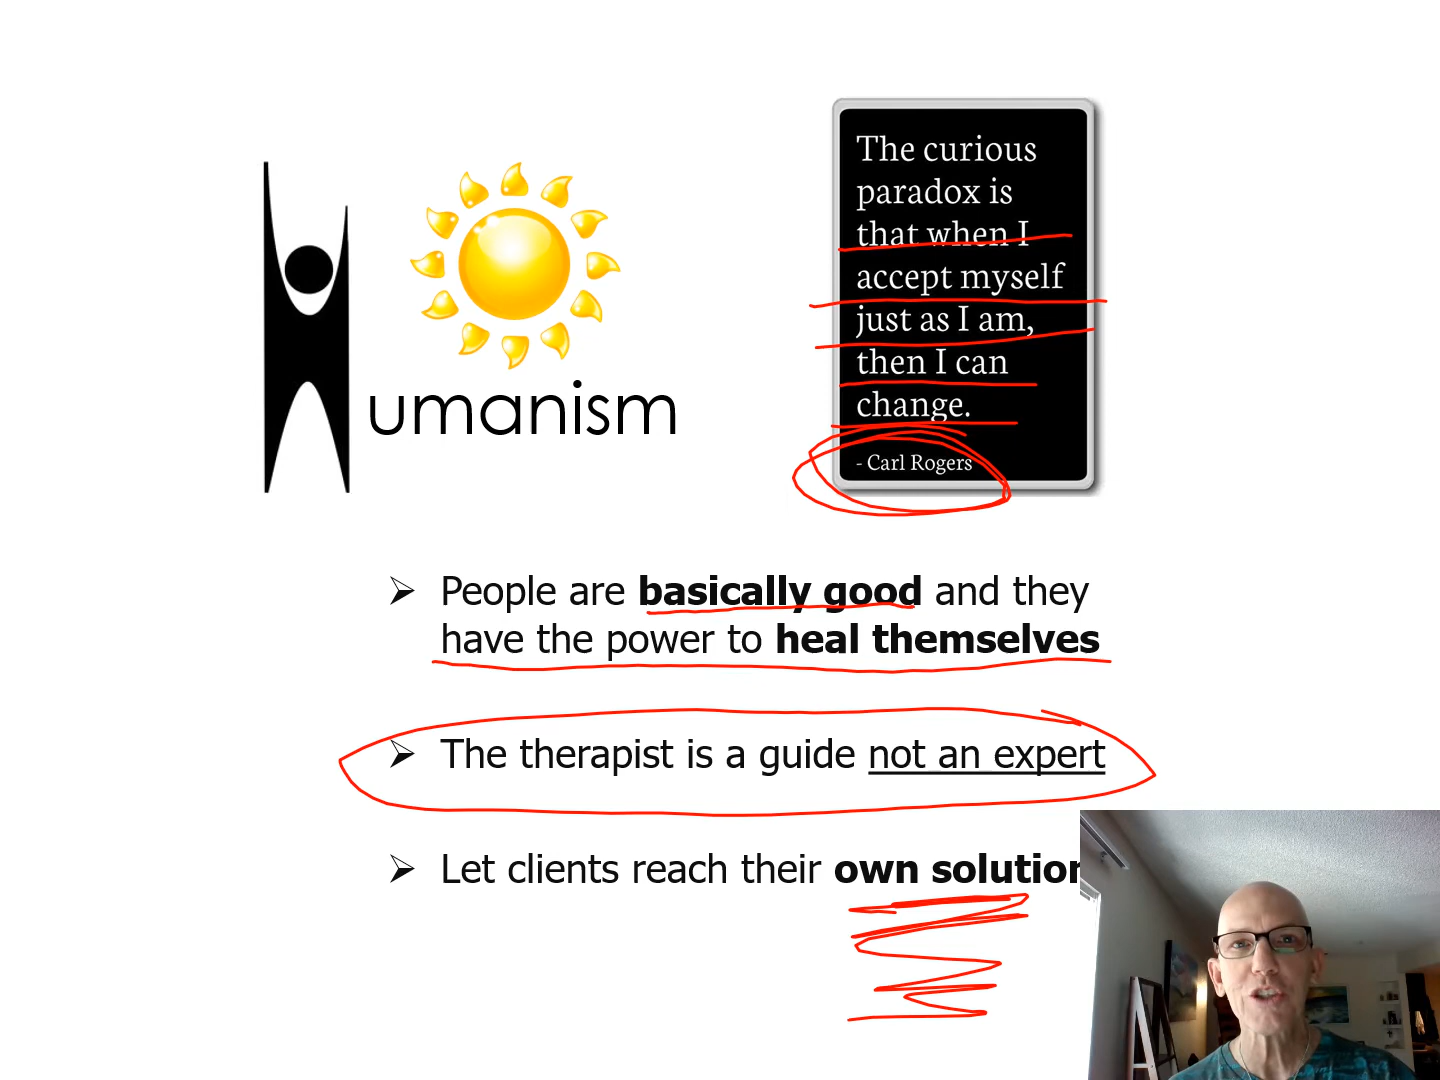 Humanism
The curious
paradox is
that when I
accept myself
just as I am,
then I can
change.
- Carl Rogers
➢ People are basically good and they
have the power to heal themselves
➢ The therapist is a guide not an expert
➢ Let clients reach their own solution